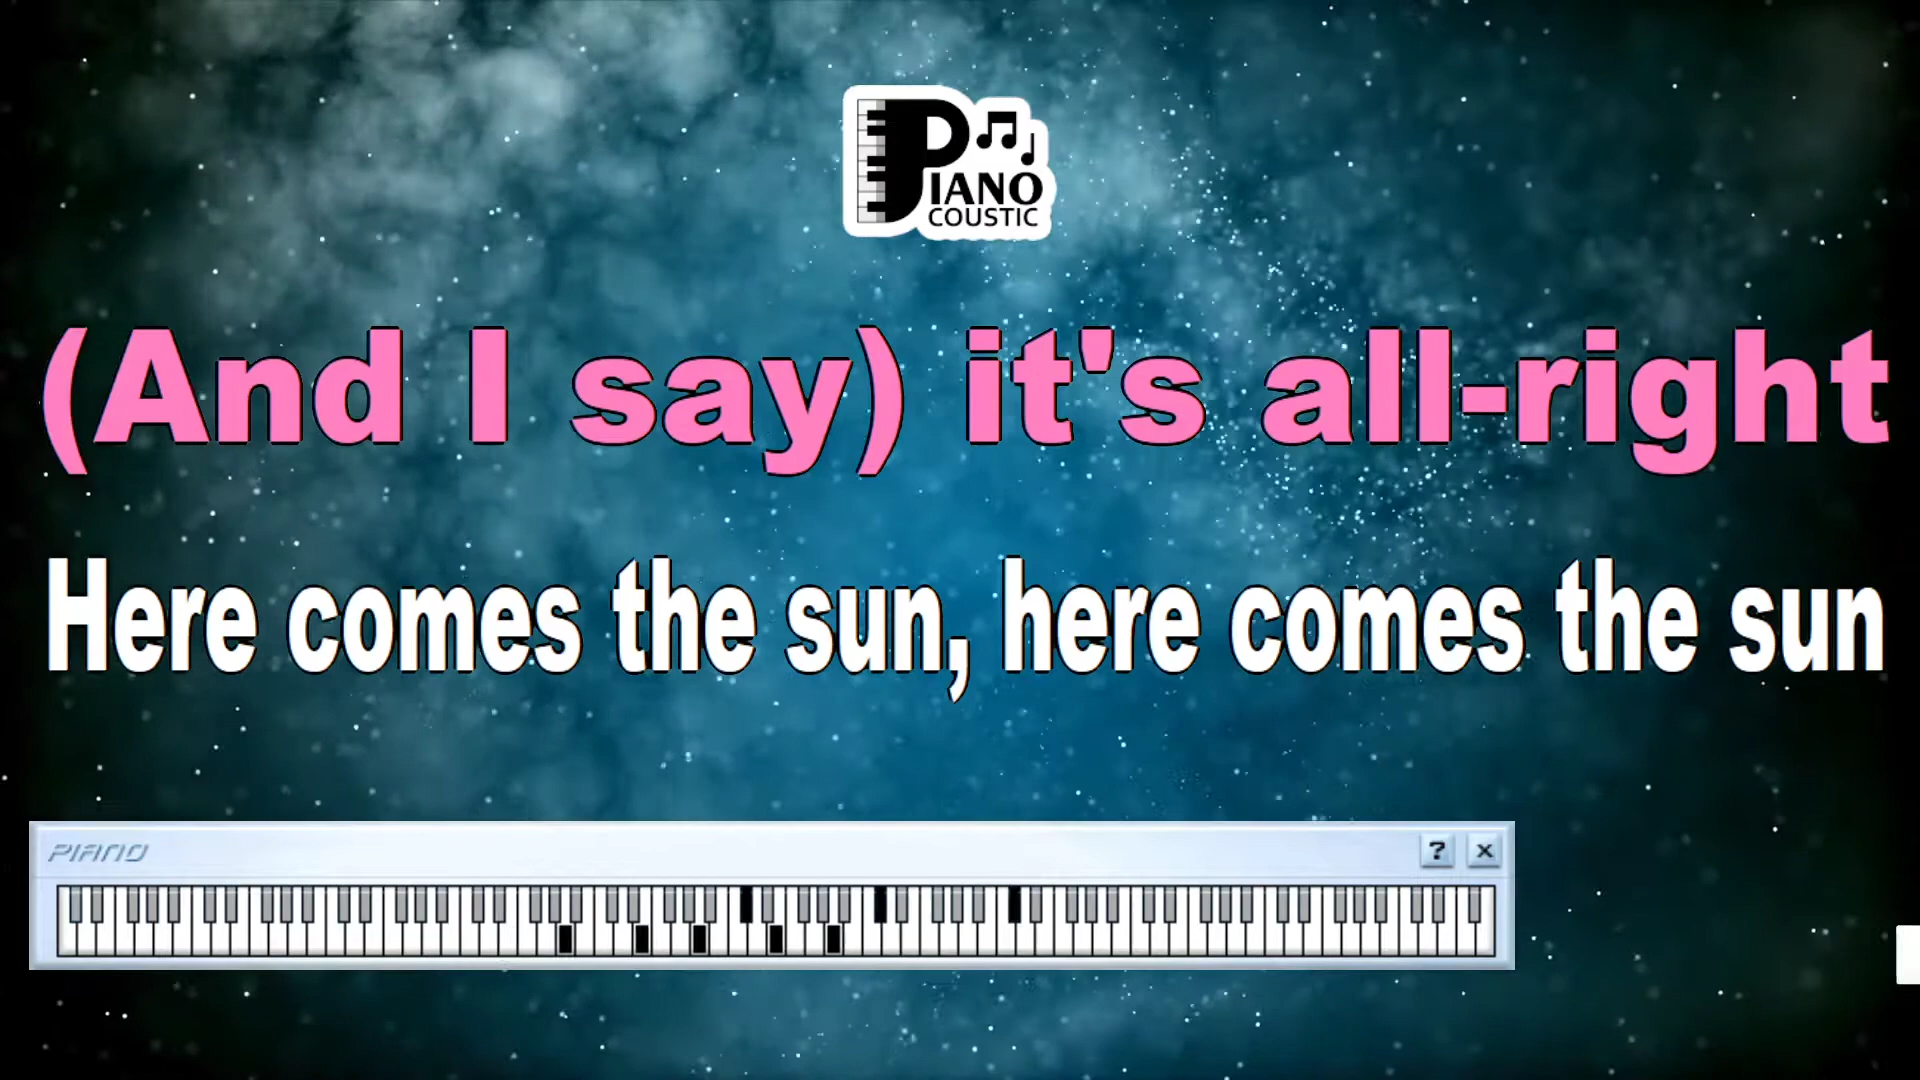 PIANO
COUSTIC
(And I say) it's all-right
Here comes the sun, here comes the sun
PIANO
? X